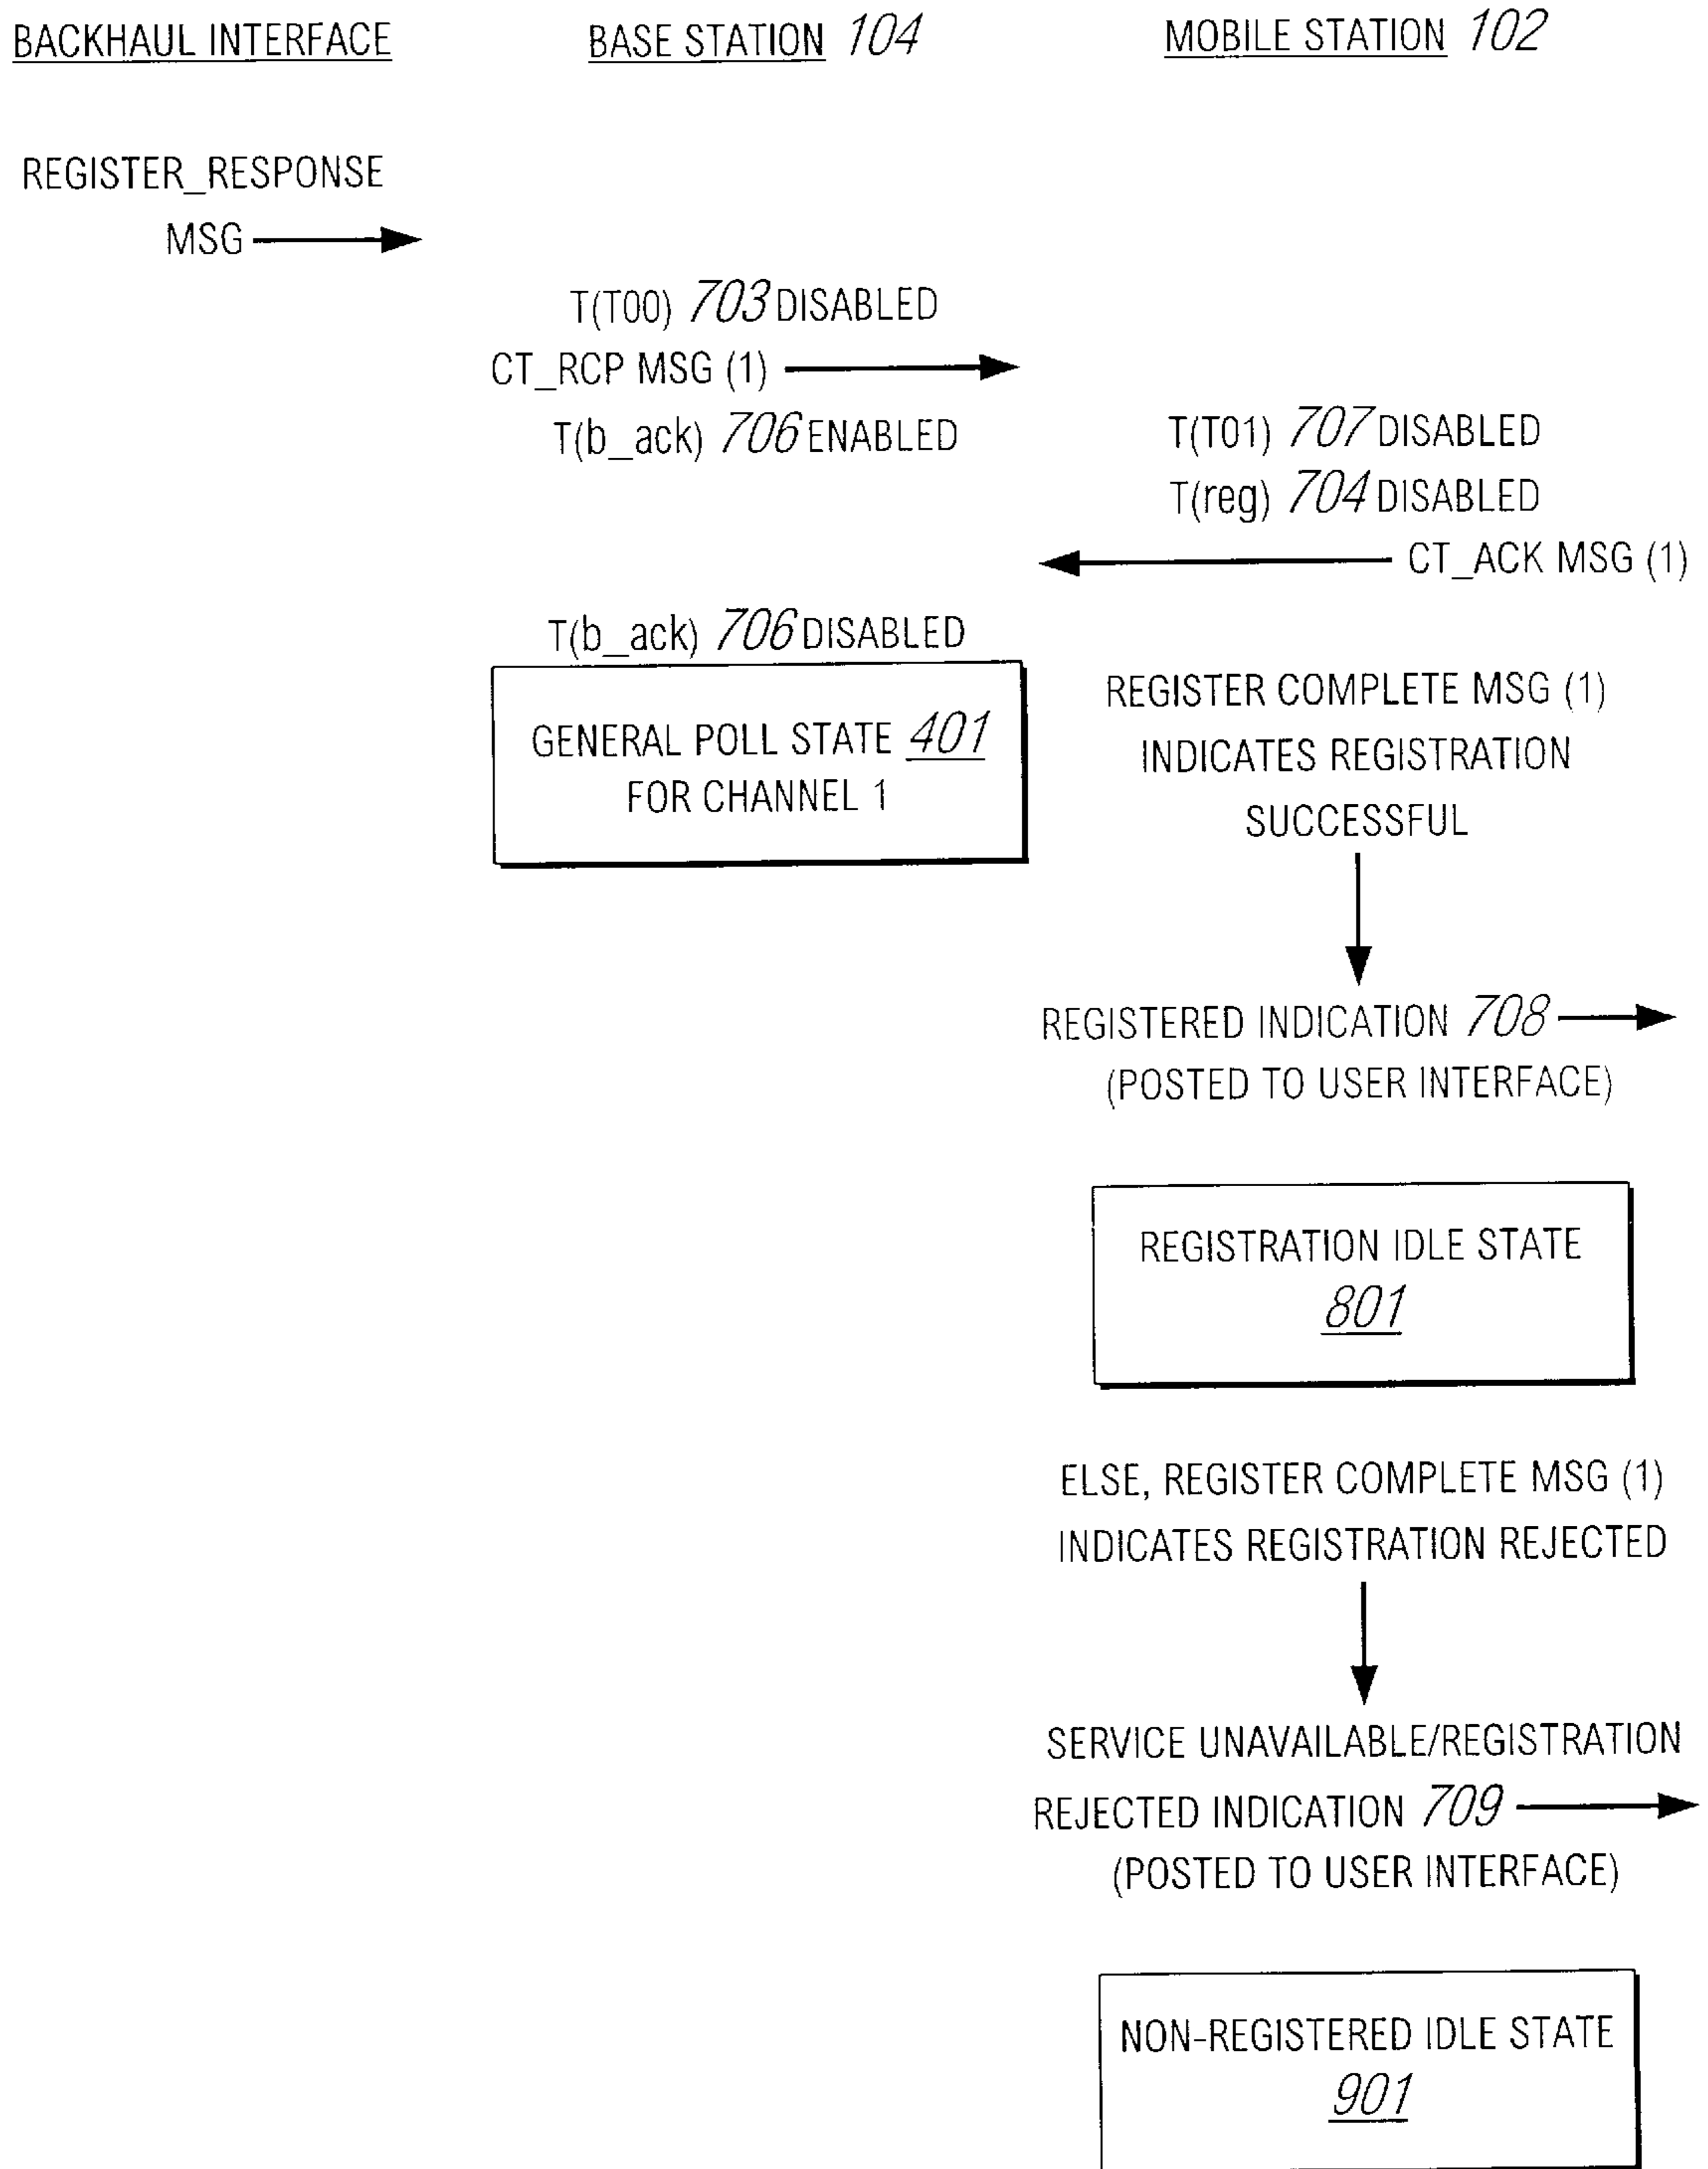 BACKHAUL INTERFACE
BASE STATION 104
MOBILE STATION 102
REGISTER_RESPONSE
MSG
T(T00) 703 DISABLED
CT_RCP MSG (1)
T(b_ack) 706 ENABLED
T(T01) 707 DISABLED
T(reg) 704 DISABLED
CT_ACK MSG (1)
T(b_ack) 706 DISABLED
GENERAL POLL STATE 401
FOR CHANNEL 1
REGISTER COMPLETE MSG (1)
INDICATES REGISTRATION
SUCCESSFUL
REGISTERED INDICATION 708
(POSTED TO USER INTERFACE)
REGISTRATION IDLE STATE
801
ELSE, REGISTER COMPLETE MSG (1)
INDICATES REGISTRATION REJECTED
SERVICE UNAVAILABLE/REGISTRATION
REJECTED INDICATION 709
(POSTED TO USER INTERFACE)
NON-REGISTERED IDLE STATE
901